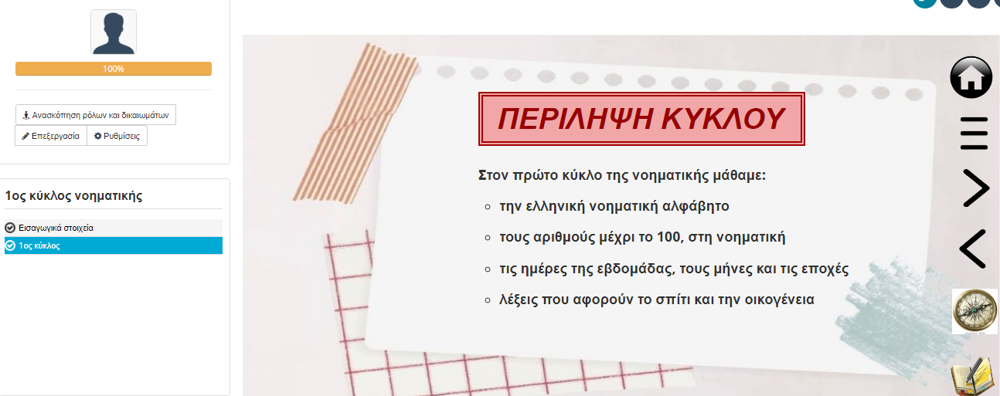 100%
Ανασκόπηση ρόλων και δικαιωμάτων
Επεξεργασία
Ρυθμίσεις
1ος κύκλος νοηματικής
Εισαγωγικά στοιχεία
1ος κύκλος
ΠΕΡΙΛΗΨΗ ΚΥΚΛΟΥ
Στον πρώτο κύκλο της νοηματικής μάθαμε:
την ελληνική νοηματική αλφάβητο
τους αριθμούς μέχρι το 100, στη νοηματική
τις ημέρες της εβδομάδας, τους μήνες και τις εποχές
λέξεις που αφορούν το σπίτι και την οικογένεια